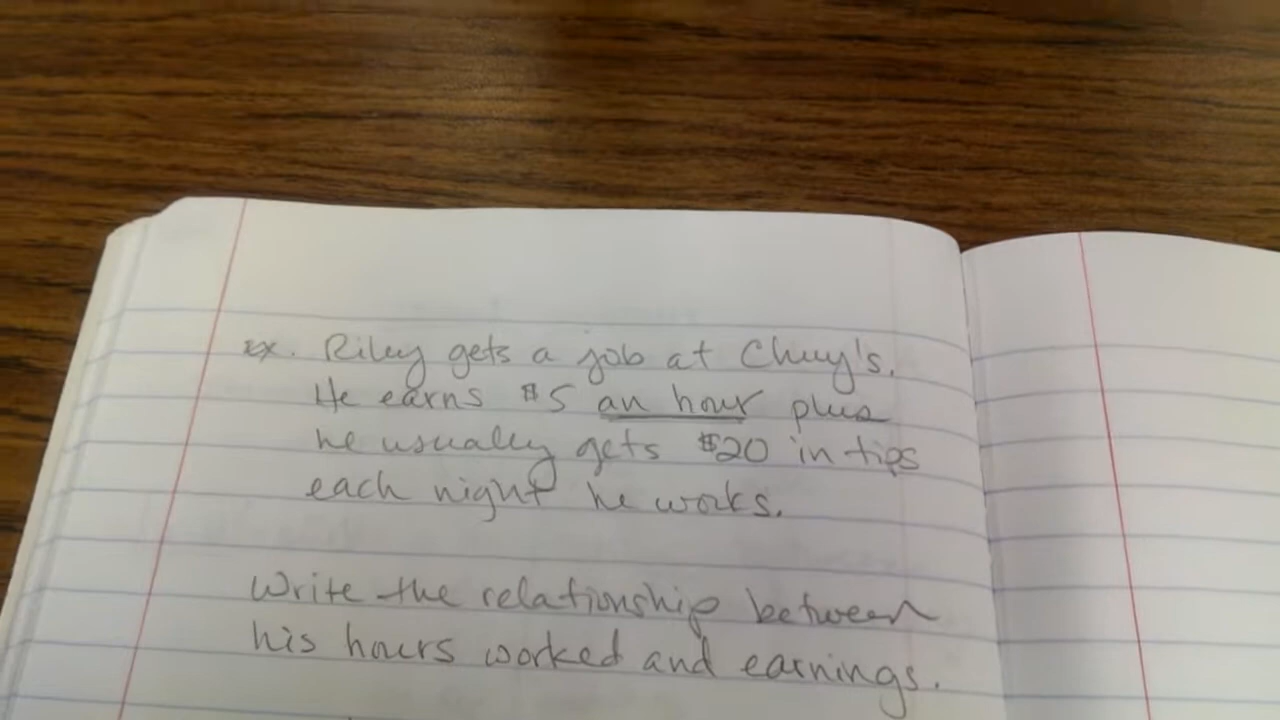 ex. Riley gets a job at Chuy's.
He earns $5 an hour plus
he usually gets $20 in tips
each night he works.
Write the relationship between
his hours worked and earnings.